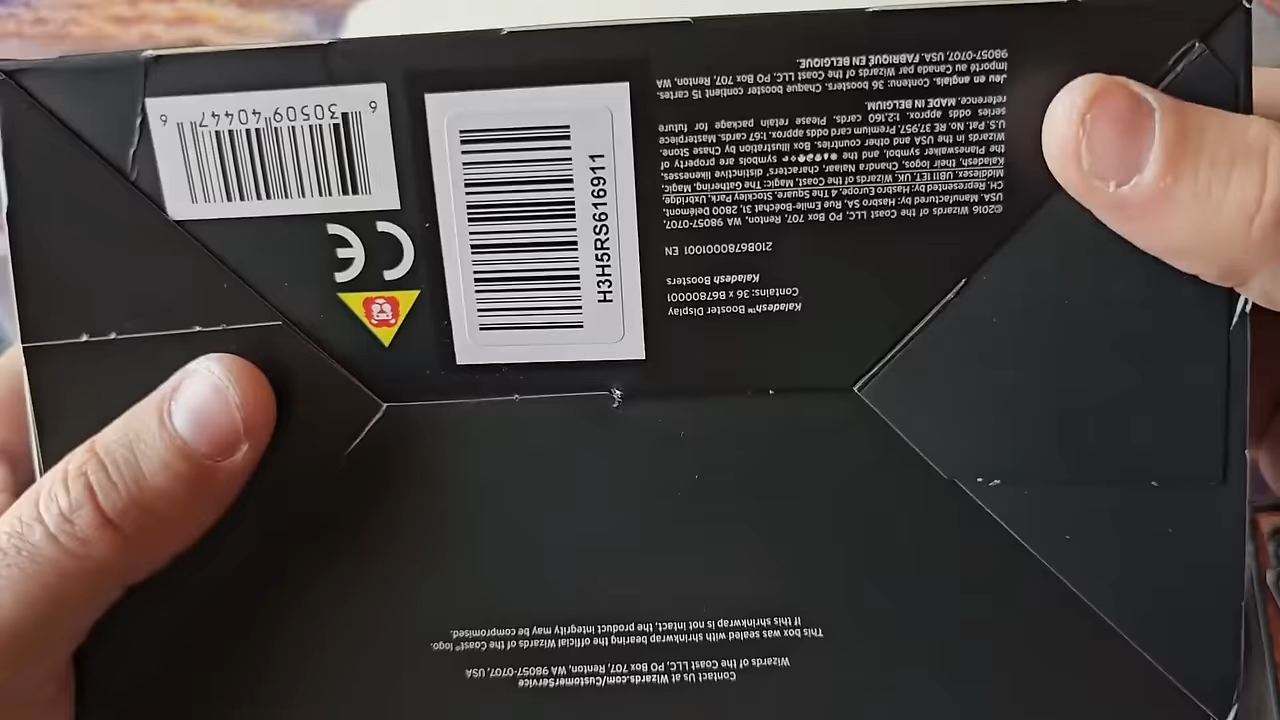 Contact Us at Wizards.com/CustomerService
Wizards of the Coast, LLC, PO Box 707, Renton, WA 98057-0707, USA
This box was sealed with shrinkwrap bearing the official Wizards of the Coast® logo.
If this shrinkwrap is not intact, the product integrity may be compromised.
Kaladesh™ Booster Display
Contains: 36 x B67800001
Kaladesh Boosters
210B6780001001 EN
©2016 Wizards of the Coast LLC, PO Box 707, Renton, WA 98057-0707,
USA. Manufactured by: Hasbro SA, Rue Emile-Boéchat 31, 2800 Delémont,
CH. Represented by: Hasbro Europe, 4 The Square, Stockley Park, Uxbridge,
Middlesex, UB11 1ET, UK. Wizards of the Coast, Magic: The Gathering, Magic,
Kaladesh, their logos, Chandra Nalaar, characters' distinctive likenesses,
the Planeswalker symbol, and the symbols are property of
Wizards in the USA and other countries. Box Illustration by Chase Stone.
U.S. Pat. No. RE 37,957. Premium card odds approx. 1:67 cards. Masterpiece
series odds approx. 1:2,160 cards. Please retain package for future
reference. MADE IN BELGIUM.
Jeu en anglais. Contenu: 36 boosters. Chaque booster contient 15 cartes.
Importé au Canada par Wizards of the Coast LLC, PO Box 707, Renton, WA
98057-0707, USA. FABRIQUÉ EN BELGIQUE.
H3H5RS616911
CE
6 30509 40447 6